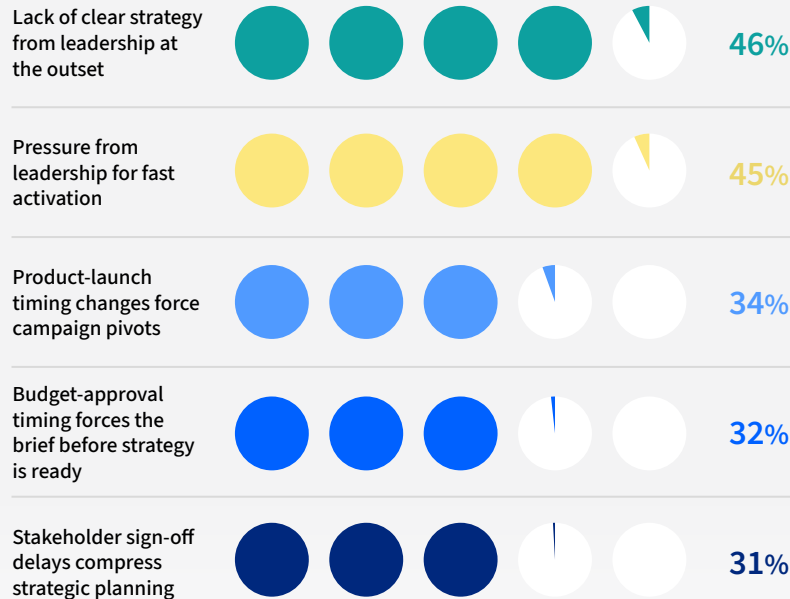 Lack of clear strategy
from leadership at
the outset
46%
Pressure from
leadership for fast
activation
45%
Product-launch
timing changes force
campaign pivots
34%
Budget-approval
timing forces the
brief before strategy
is ready
32%
Stakeholder sign-off
delays compress
strategic planning
31%